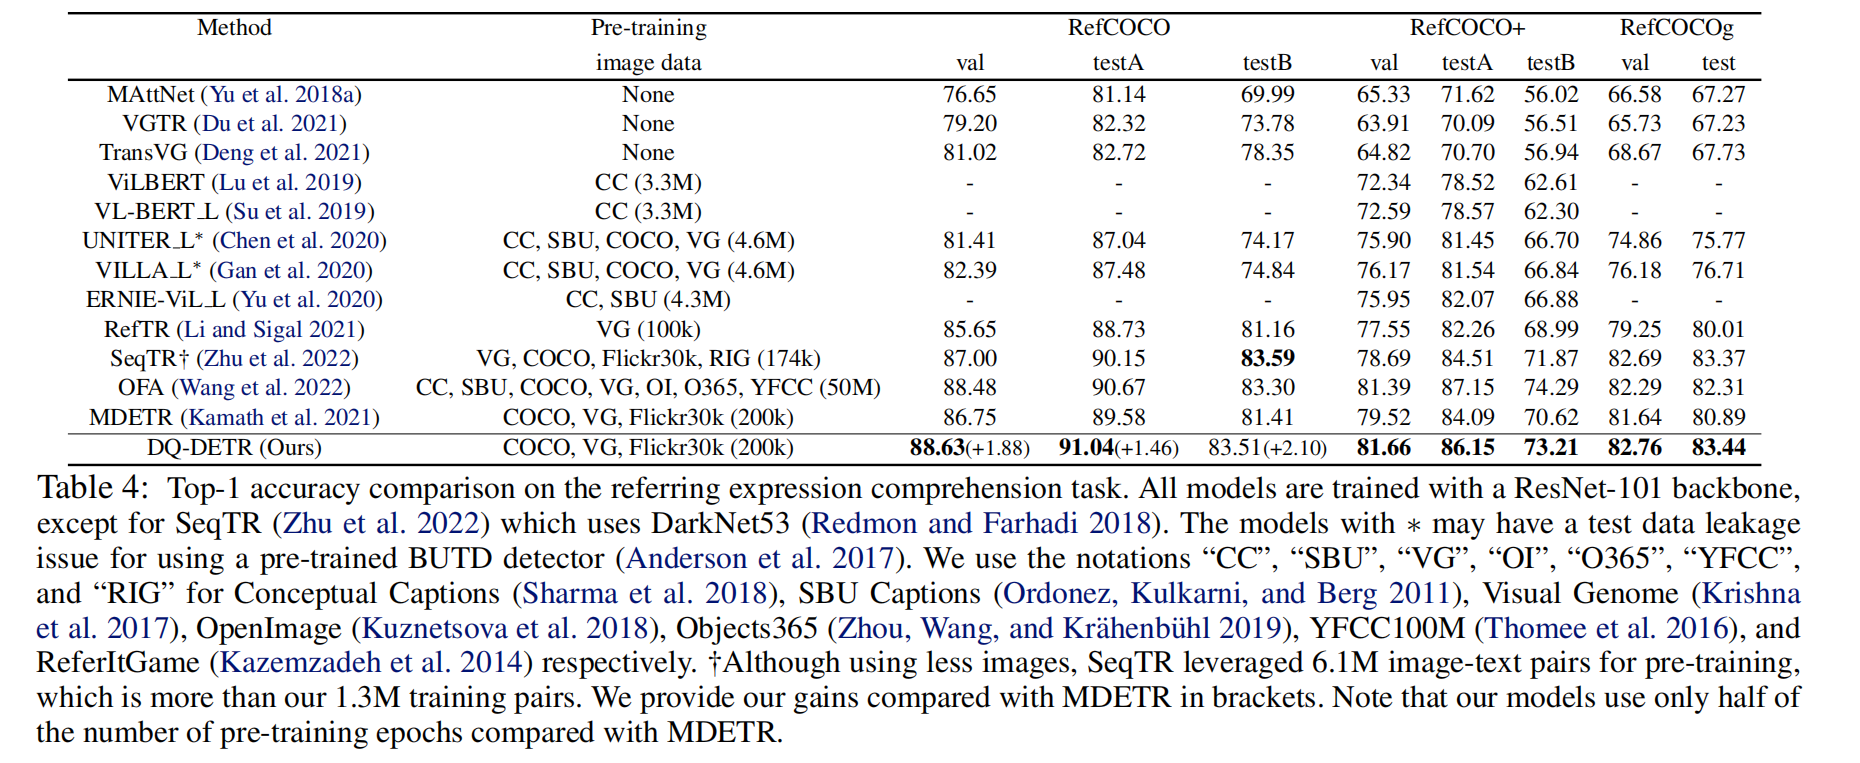 Method Pre-training RefCOCO RefCOCO+ RefCOCOg
image data val testA testB val testA testB val test
MAttNet (Yu et al. 2018a) None 76.65 81.14 69.99 65.33 71.62 56.02 66.58 67.27
VGTR (Du et al. 2021) None 79.20 82.32 73.78 63.91 70.09 56.51 65.73 67.23
TransVG (Deng et al. 2021) None 81.02 82.72 78.35 64.82 70.70 56.94 68.67 67.73
ViLBERT (Lu et al. 2019) CC (3.3M) - - - 72.34 78.52 62.61 - -
VL-BERT_L (Su et al. 2019) CC (3.3M) - - - 72.59 78.57 62.30 - -
UNITER_L* (Chen et al. 2020) CC, SBU, COCO, VG (4.6M) 81.41 87.04 74.17 75.90 81.45 66.70 74.86 75.77
VILLA_L* (Gan et al. 2020) CC, SBU, COCO, VG (4.6M) 82.39 87.48 74.84 76.17 81.54 66.84 76.18 76.71
ERNIE-ViL_L (Yu et al. 2020) CC, SBU (4.3M) - - - 75.95 82.07 66.88 - -
RefTR (Li and Sigal 2021) VG (100k) 85.65 88.73 81.16 77.55 82.26 68.99 79.25 80.01
SeqTR† (Zhu et al. 2022) VG, COCO, Flickr30k, RIG (174k) 87.00 90.15 83.59 78.69 84.51 71.87 82.69 83.37
OFA (Wang et al. 2022) CC, SBU, COCO, VG, OI, O365, YFCC (50M) 88.48 90.67 83.30 81.39 87.15 74.29 82.29 82.31
MDETR (Kamath et al. 2021) COCO, VG, Flickr30k (200k) 86.75 89.58 81.41 79.52 84.09 70.62 81.64 80.89
DQ-DETR (Ours) COCO, VG, Flickr30k (200k) 88.63(+1.88) 91.04(+1.46) 83.51(+2.10) 81.66 86.15 73.21 82.76 83.44
Table 4: Top-1 accuracy comparison on the referring expression comprehension task. All models are trained with a ResNet-101 backbone,
except for SeqTR (Zhu et al. 2022) which uses DarkNet53 (Redmon and Farhadi 2018). The models with ∗ may have a test data leakage
issue for using a pre-trained BUTD detector (Anderson et al. 2017). We use the notations “CC”, “SBU”, “VG”, “OI”, “O365”, “YFCC”,
and “RIG” for Conceptual Captions (Sharma et al. 2018), SBU Captions (Ordonez, Kulkarni, and Berg 2011), Visual Genome (Krishna
et al. 2017), OpenImage (Kuznetsova et al. 2018), Objects365 (Zhou, Wang, and Krähenbühl 2019), YFCC100M (Thomee et al. 2016), and
ReferItGame (Kazemzadeh et al. 2014) respectively. †Although using less images, SeqTR leveraged 6.1M image-text pairs for pre-training,
which is more than our 1.3M training pairs. We provide our gains compared with MDETR in brackets. Note that our models use only half of
the number of pre-training epochs compared with MDETR.